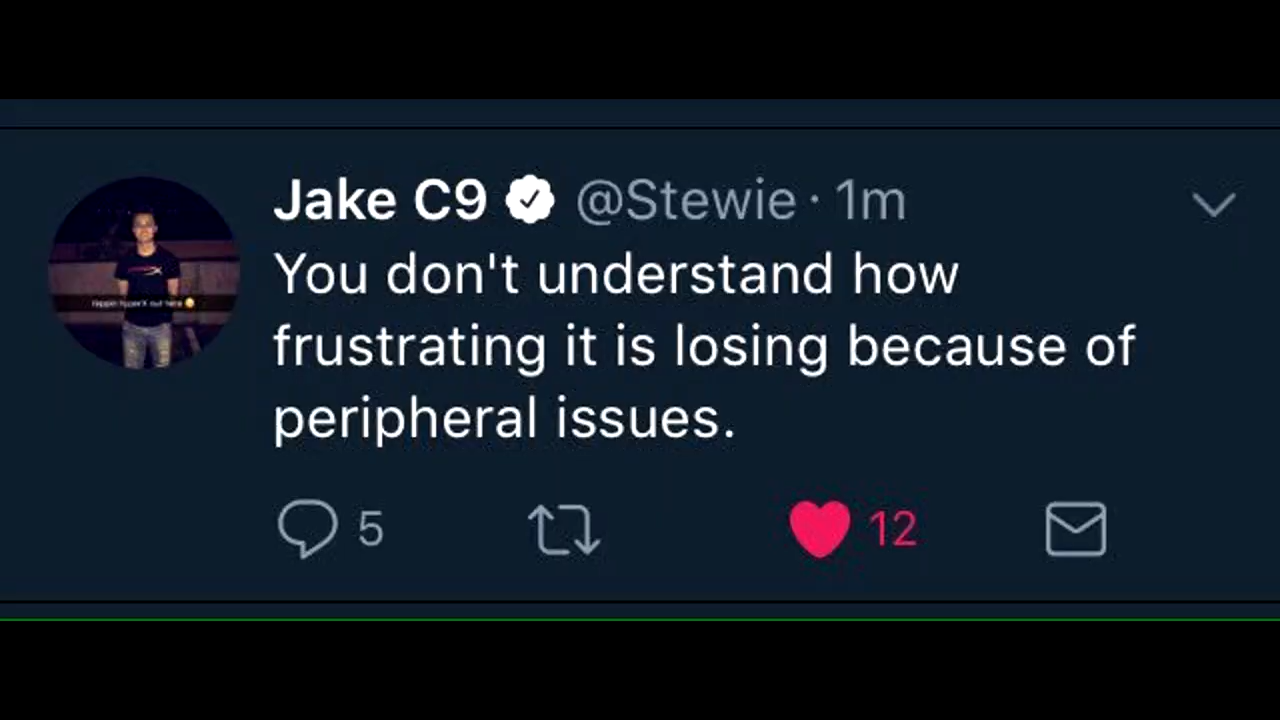 Jake C9 @Stewie · 1m
You don't understand how
frustrating it is losing because of
peripheral issues.
5 12